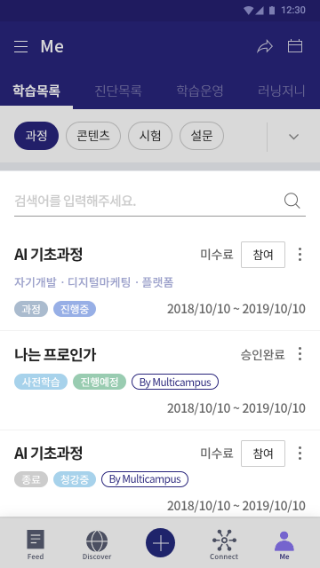 12:30
Me
학습목록 진단목록 학습운영 러닝저니
과정 콘텐츠 시험 설문
검색어를 입력해주세요.
AI 기초과정 미수료 참여
자기개발 · 디지털마케팅 · 플랫폼
과정 진행중 2018/10/10 ~ 2019/10/10
나는 프로인가 승인완료
사전학습 진행예정 By Multicampus
2018/10/10 ~ 2019/10/10
AI 기초과정 미수료 참여
종료 청강중 By Multicampus
2018/10/10 ~ 2019/10/10
Feed Discover Connect Me